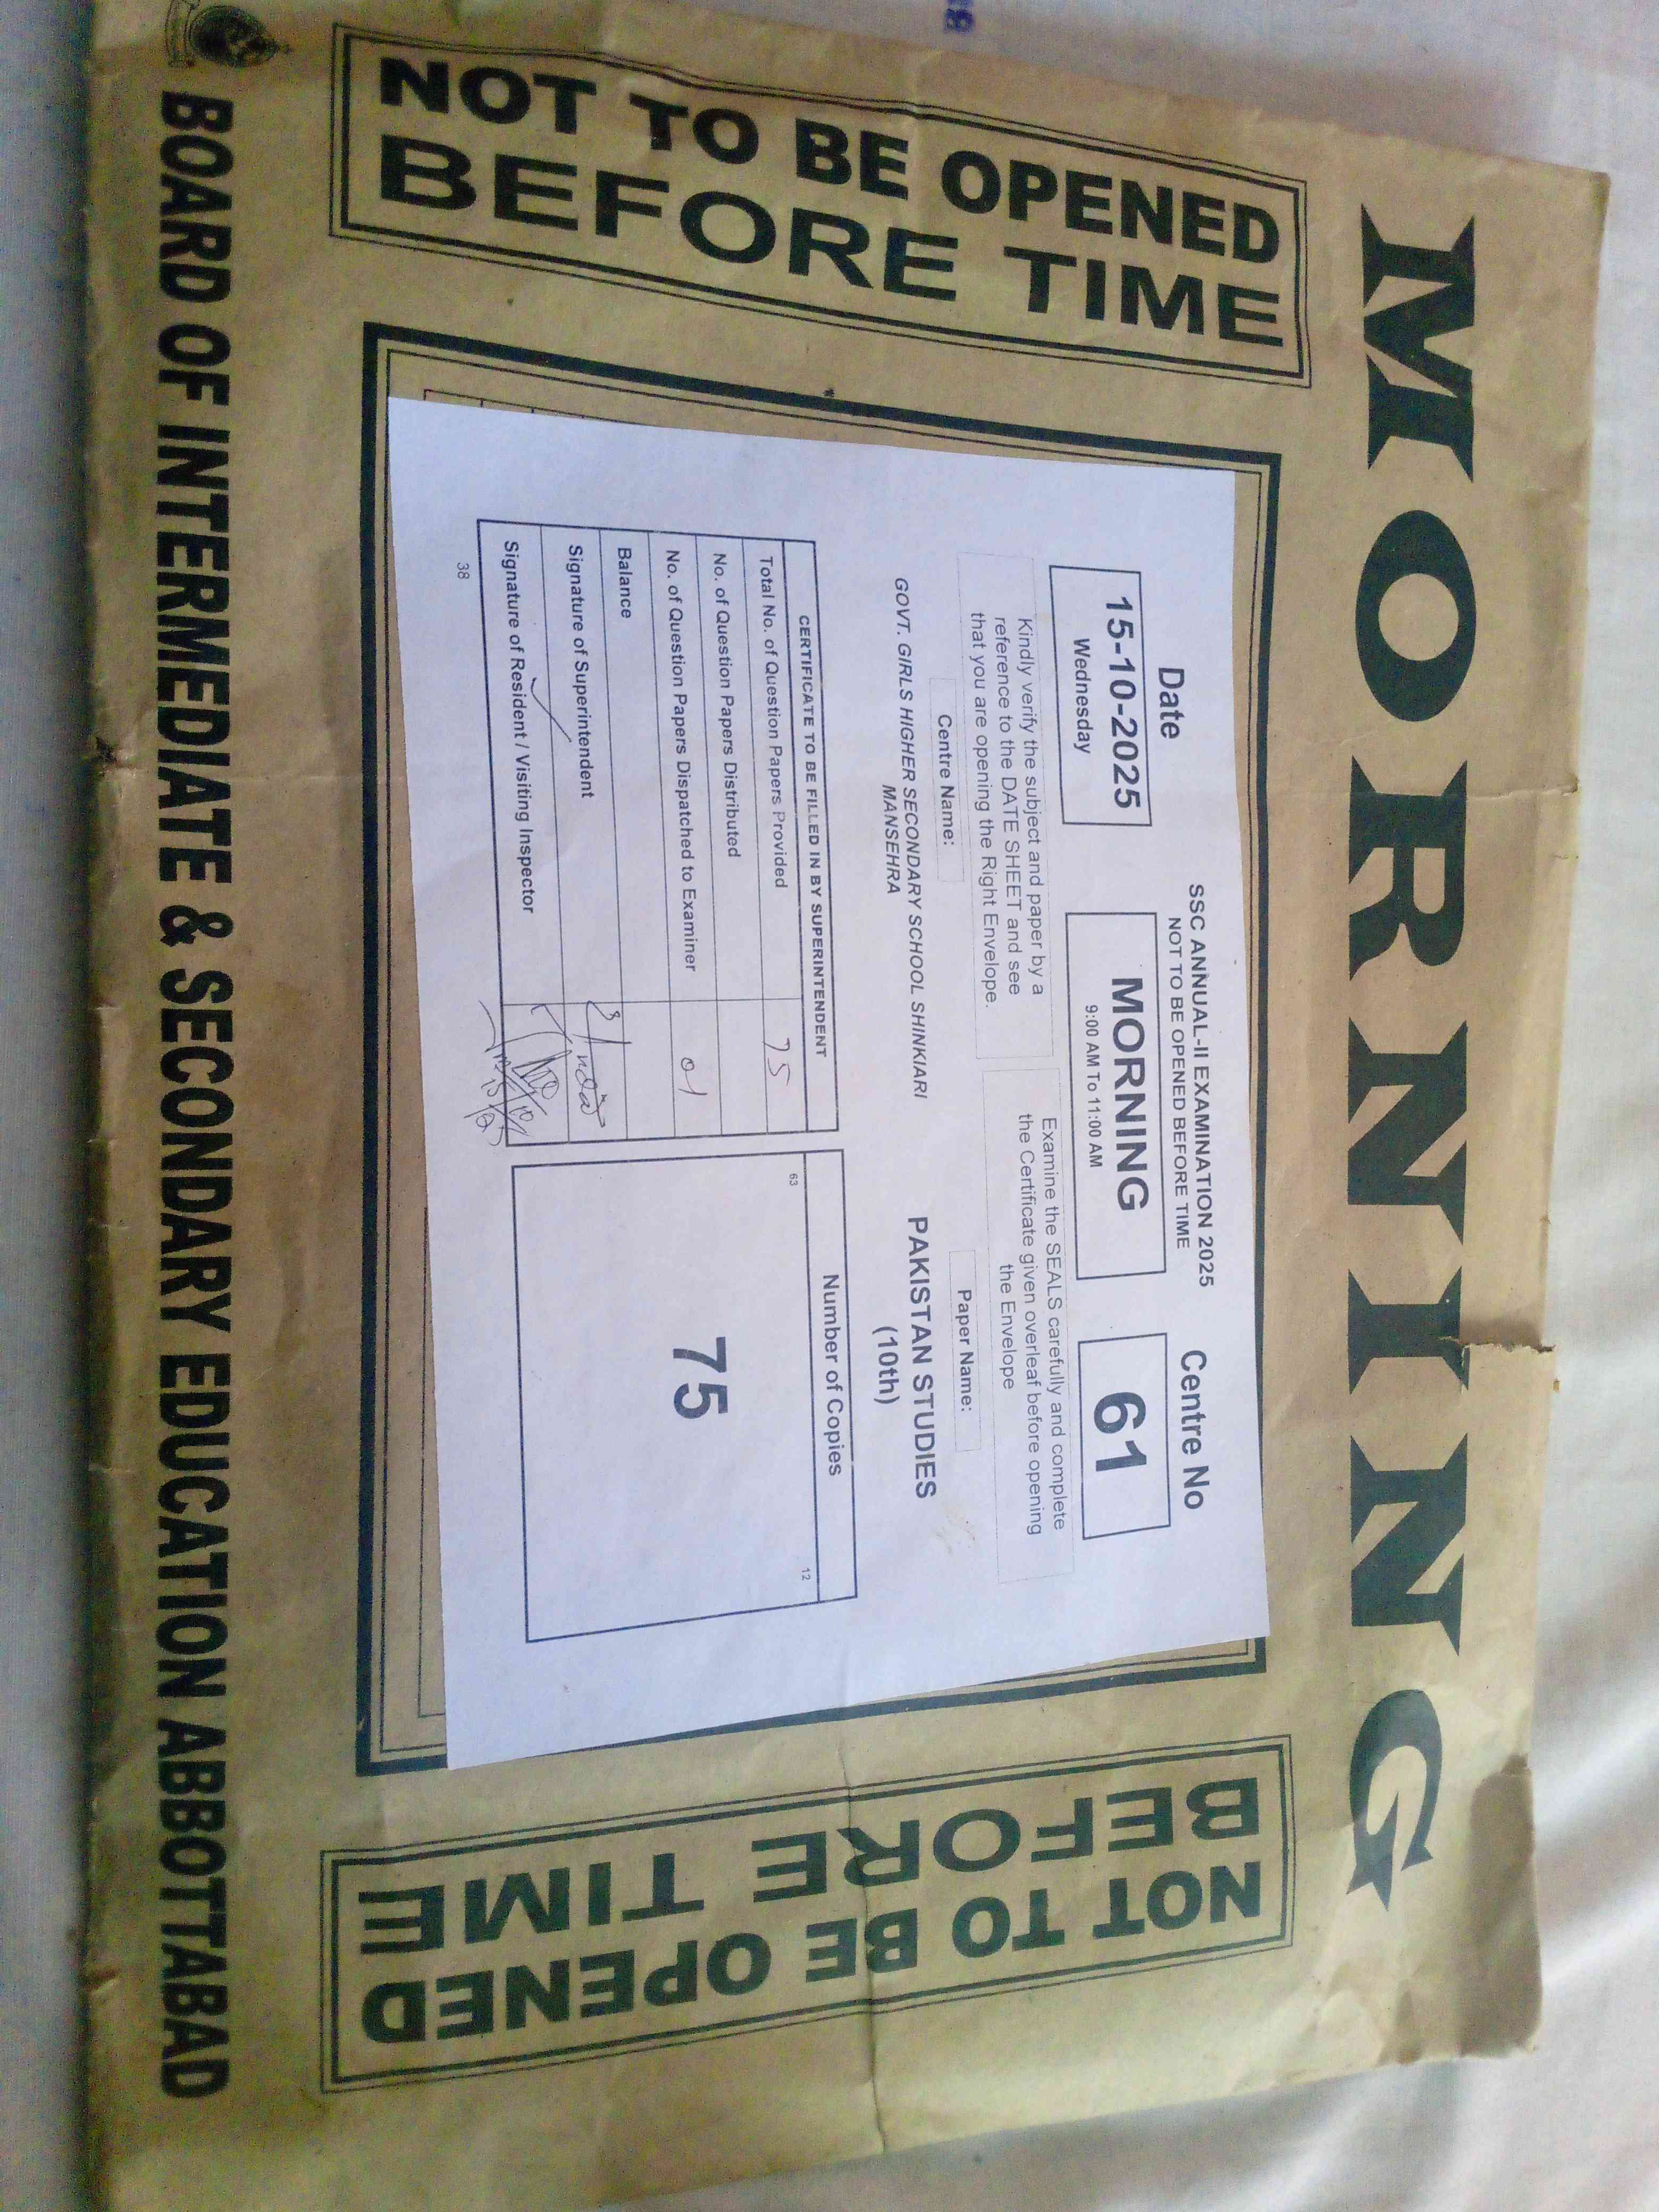 MORNING
NOT TO BE OPENED
BEFORE TIME
SSC ANNUAL-II EXAMINATION 2025
NOT TO BE OPENED BEFORE TIME
Date
15-10-2025
Wednesday
MORNING
9:00 AM To 11:00 AM
Centre No
61
Kindly verify the subject and paper by a
reference to the DATE SHEET and see
that you are opening the Right Envelope.
Examine the SEALS carefully and complete
the Certificate given overleaf before opening
the Envelope
Centre Name:
GOVT. GIRLS HIGHER SECONDARY SCHOOL SHINKIARI
MANSEHRA
Paper Name:
PAKISTAN STUDIES
(10th)
CERTIFICATE TO BE FILLED IN BY SUPERINTENDENT
Total No. of Question Papers Provided 75
No. of Question Papers Distributed
No. of Question Papers Dispatched to Examiner 01
Balance
Signature of Superintendent
Signature of Resident / Visiting Inspector
38
Number of Copies
63
12
75
NOT TO BE OPENED
BEFORE TIME
BOARD OF INTERMEDIATE & SECONDARY EDUCATION ABBOTTABAD